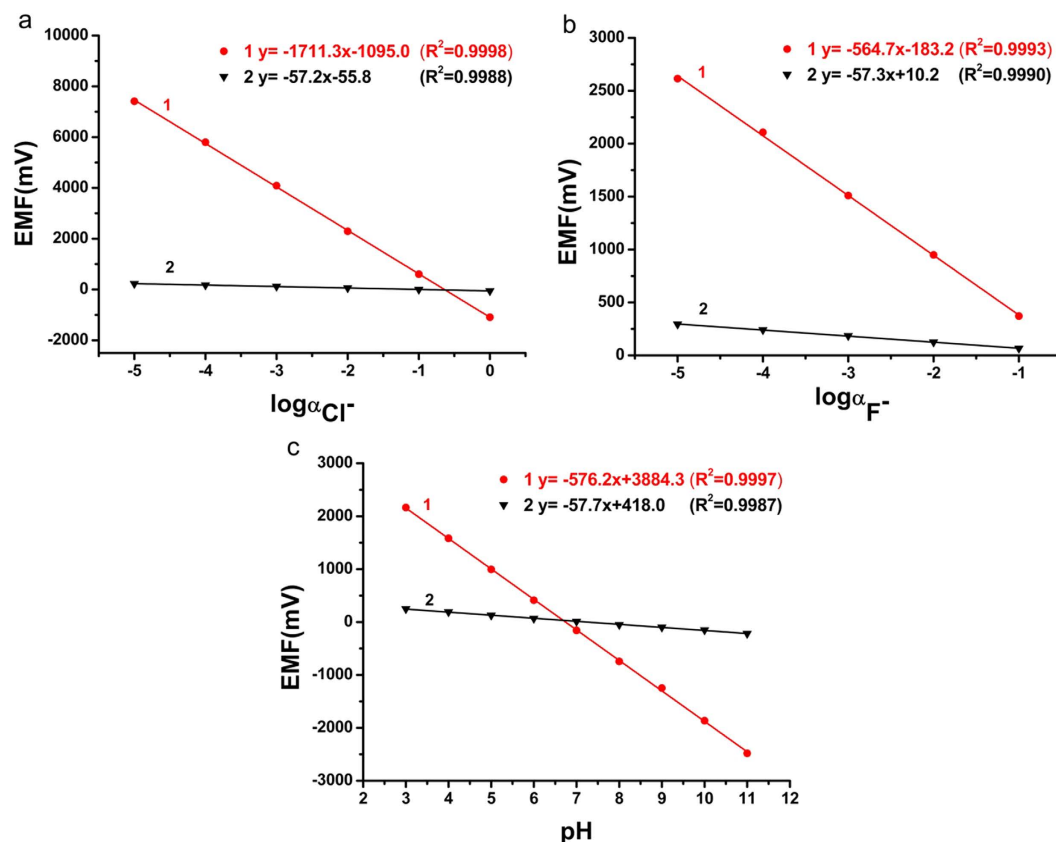 a
EMF(mV)
10000
8000
6000
4000
2000
0
-2000
1 y= -1711.3x-1095.0 (R²=0.9998)
2 y= -57.2x-55.8 (R²=0.9988)
1
2
-5 -4 -3 -2 -1 0
logαCl⁻
b
EMF(mV)
3000
2500
2000
1500
1000
500
0
1 y= -564.7x-183.2 (R²=0.9993)
2 y= -57.3x+10.2 (R²=0.9990)
1
2
-5 -4 -3 -2 -1
logαF⁻
c
EMF(mV)
3000
2000
1000
0
-1000
-2000
-3000
1 y= -576.2x+3884.3 (R²=0.9997)
2 y= -57.7x+418.0 (R²=0.9987)
1
2
2 3 4 5 6 7 8 9 10 11 12
pH